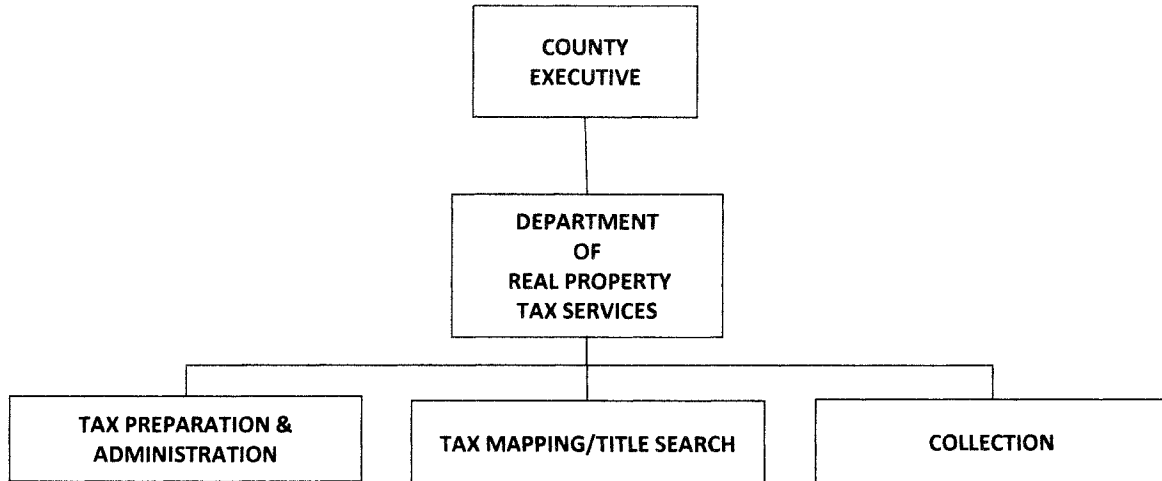 COUNTY
EXECUTIVE
DEPARTMENT
OF
REAL PROPERTY
TAX SERVICES
TAX PREPARATION &
ADMINISTRATION
TAX MAPPING/TITLE SEARCH
COLLECTION